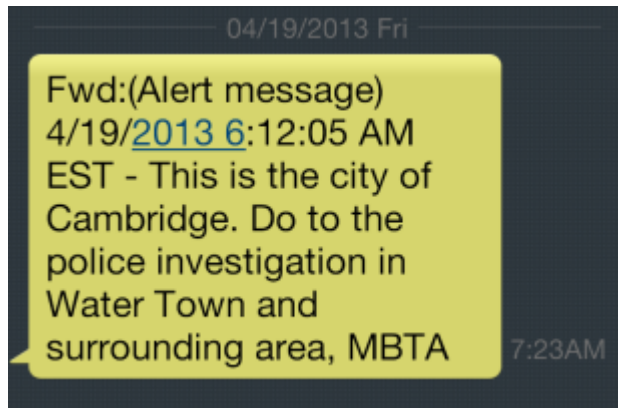 04/19/2013 Fri
Fwd:(Alert message)
4/19/2013 6:12:05 AM
EST - This is the city of
Cambridge. Do to the
police investigation in
Water Town and
surrounding area, MBTA
7:23AM